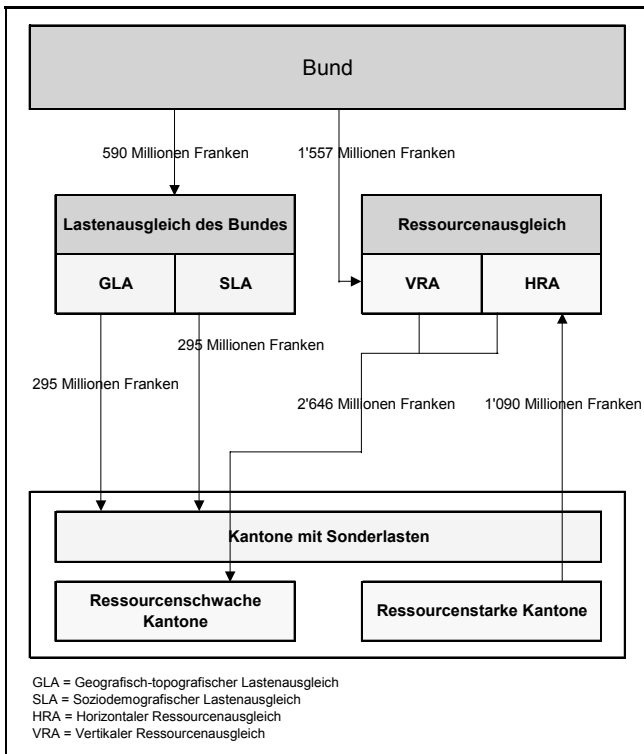 Bund
590 Millionen Franken
1'557 Millionen Franken
Lastenausgleich des Bundes
Ressourcenausgleich
GLA
SLA
VRA
HRA
295 Millionen Franken
295 Millionen Franken
2'646 Millionen Franken
1'090 Millionen Franken
Kantone mit Sonderlasten
Ressourcenschwache
Kantone
Ressourcenstarke Kantone
GLA = Geografisch-topografischer Lastenausgleich
SLA = Soziodemografischer Lastenausgleich
HRA = Horizontaler Ressourcenausgleich
VRA = Vertikaler Ressourcenausgleich